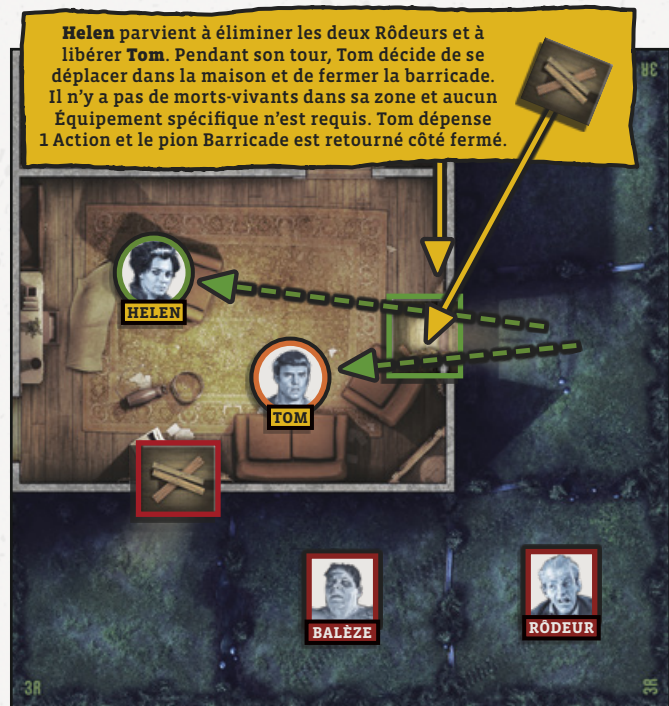 Helen parvient à éliminer les deux Rôdeurs et à
libérer Tom. Pendant son tour, Tom décide de se
déplacer dans la maison et de fermer la barricade.
Il n’y a pas de morts-vivants dans sa zone et aucun
Équipement spécifique n’est requis. Tom dépense
1 Action et le pion Barricade est retourné côté fermé.
3R
HELEN
TOM
BALÈZE
RÔDEUR
3R
3R